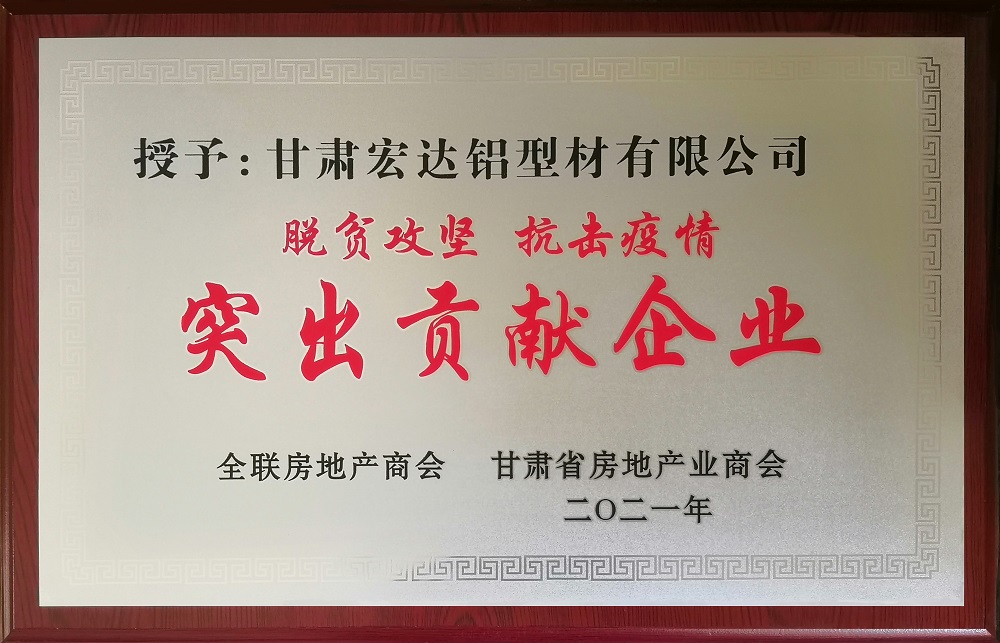 授予：甘肃宏达铝型材有限公司
脱贫攻坚 抗击疫情
突出贡献企业
全联房地产商会 甘肃省房地产业商会
二〇二一年